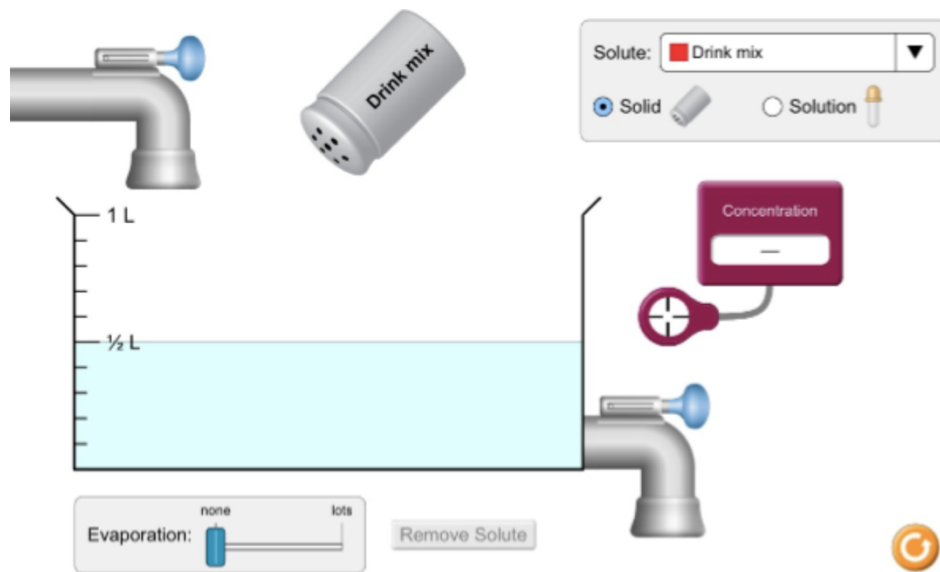 Drink mix
Solute: Drink mix
Solid
Solution
1 L
½ L
Concentration
—
none
lots
Evaporation:
Remove Solute